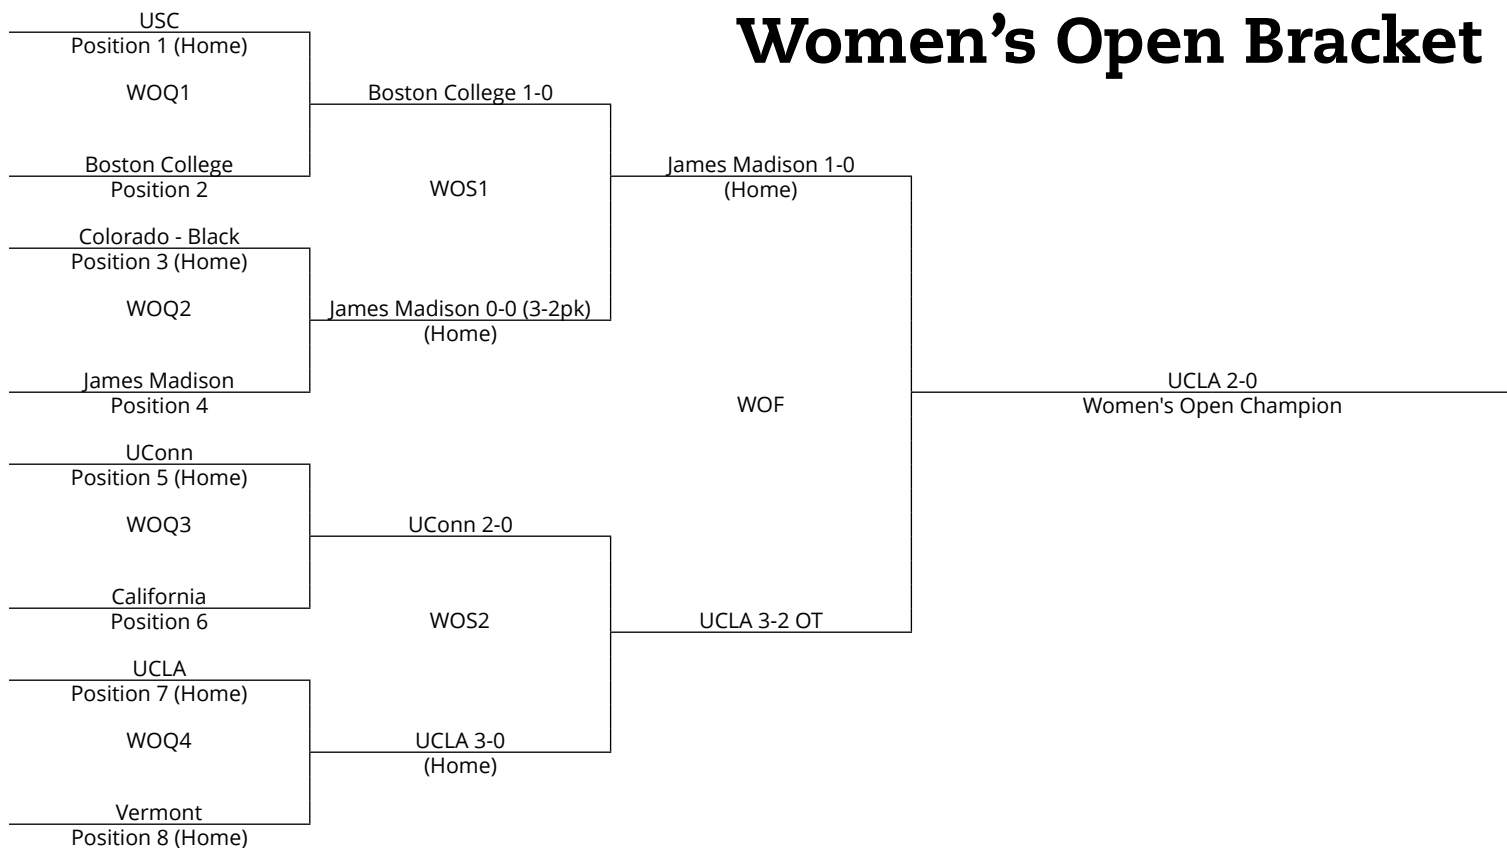 Women's Open Bracket
USC
Position 1 (Home)
WOQ1
Boston College
Position 2
Colorado - Black
Position 3 (Home)
WOQ2
James Madison
Position 4
UConn
Position 5 (Home)
WOQ3
California
Position 6
UCLA
Position 7 (Home)
WOQ4
Vermont
Position 8 (Home)
Boston College 1-0
WOS1
James Madison 0-0 (3-2pk)
(Home)
UConn 2-0
WOS2
UCLA 3-0
(Home)
James Madison 1-0
(Home)
WOF
UCLA 3-2 OT
UCLA 2-0
Women's Open Champion